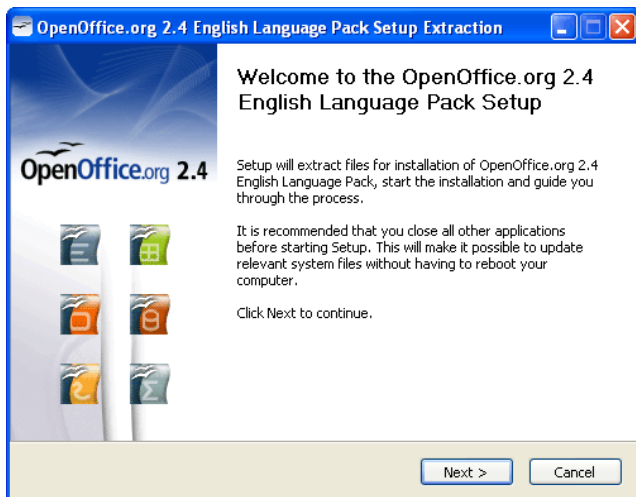 OpenOffice.org 2.4 English Language Pack Setup Extraction
Welcome to the OpenOffice.org 2.4
English Language Pack Setup
OpenOffice.org 2.4
Setup will extract files for installation of OpenOffice.org 2.4
English Language Pack, start the installation and guide you
through the process.
It is recommended that you close all other applications
before starting Setup. This will make it possible to update
relevant system files without having to reboot your
computer.
Click Next to continue.
Next >
Cancel